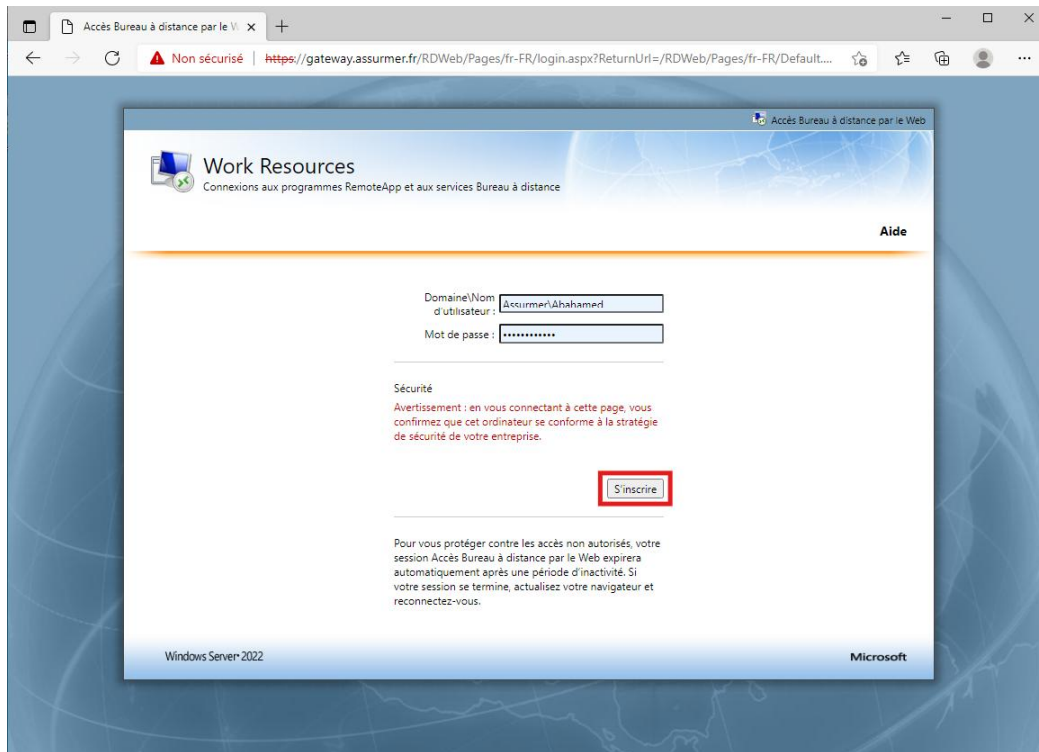 Accès Bureau à distance par le W
Non sécurisé | https://gateway.assurmer.fr/RDWeb/Pages/fr-FR/login.aspx?ReturnUrl=/RDWeb/Pages/fr-FR/Default....
Accès Bureau à distance par le Web
Work Resources
Connexions aux programmes RemoteApp et aux services Bureau à distance
Aide
Domaine\Nom
d'utilisateur : Assurmer\Abahamed
Mot de passe : ••••••••••••
Sécurité
Avertissement : en vous connectant à cette page, vous
confirmez que cet ordinateur se conforme à la stratégie
de sécurité de votre entreprise.
S'inscrire
Pour vous protéger contre les accès non autorisés, votre
session Accès Bureau à distance par le Web expirera
automatiquement après une période d'inactivité. Si
votre session se termine, actualisez votre navigateur et
reconnectez-vous.
Windows Server 2022
Microsoft